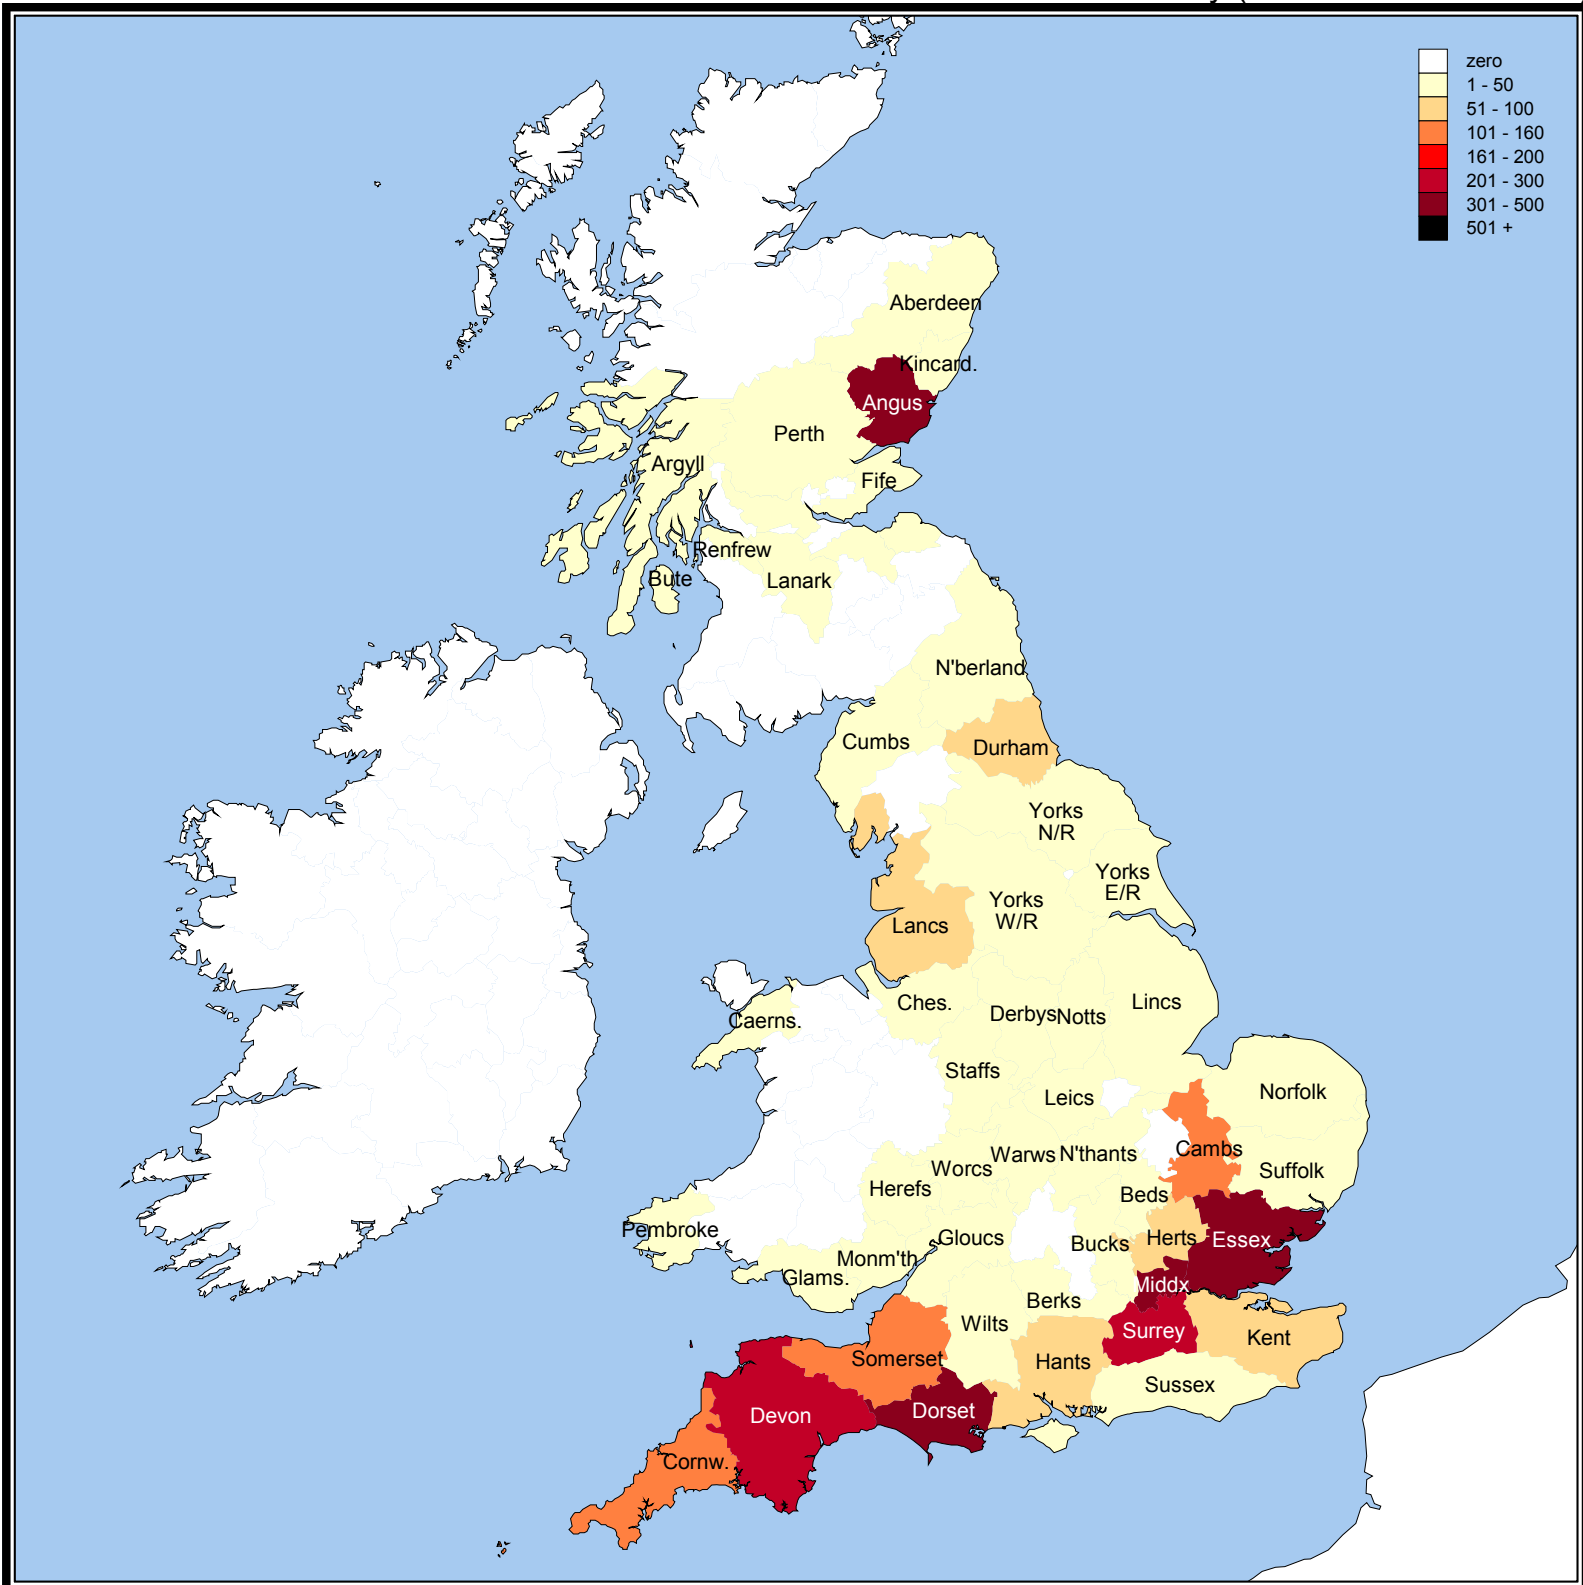 zero
1 - 50
51 - 100
101 - 160
161 - 200
201 - 300
301 - 500
501 +
Aberdeen
Kincard.
Angus
Perth
Argyll
Fife
Renfrew
Bute
Lanark
N'berland
Cumbs
Durham
Yorks
N/R
Yorks
E/R
Yorks
W/R
Lancs
Ches.
Derbys
Notts
Lincs
Caerns.
Staffs
Leics
Norfolk
Cambs
Warws
N'thants
Worcs
Suffolk
Herefs
Beds
Pembroke
Gloucs
Bucks
Herts
Essex
Monm'th
Glams.
Middx
Berks
Wilts
Surrey
Kent
Somerset
Hants
Sussex
Devon
Dorset
Cornw.